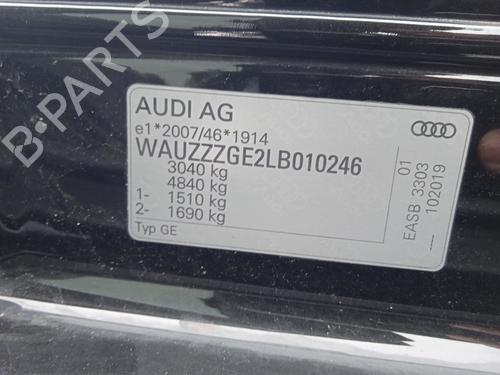 B-PARTS
AUDI AG
e1*2007/46*1914
WAUZZZGE2LB010246
3040 kg
4840 kg
1- 1510 kg
2- 1690 kg
Typ GE
01
EASB 3303
__ 102019